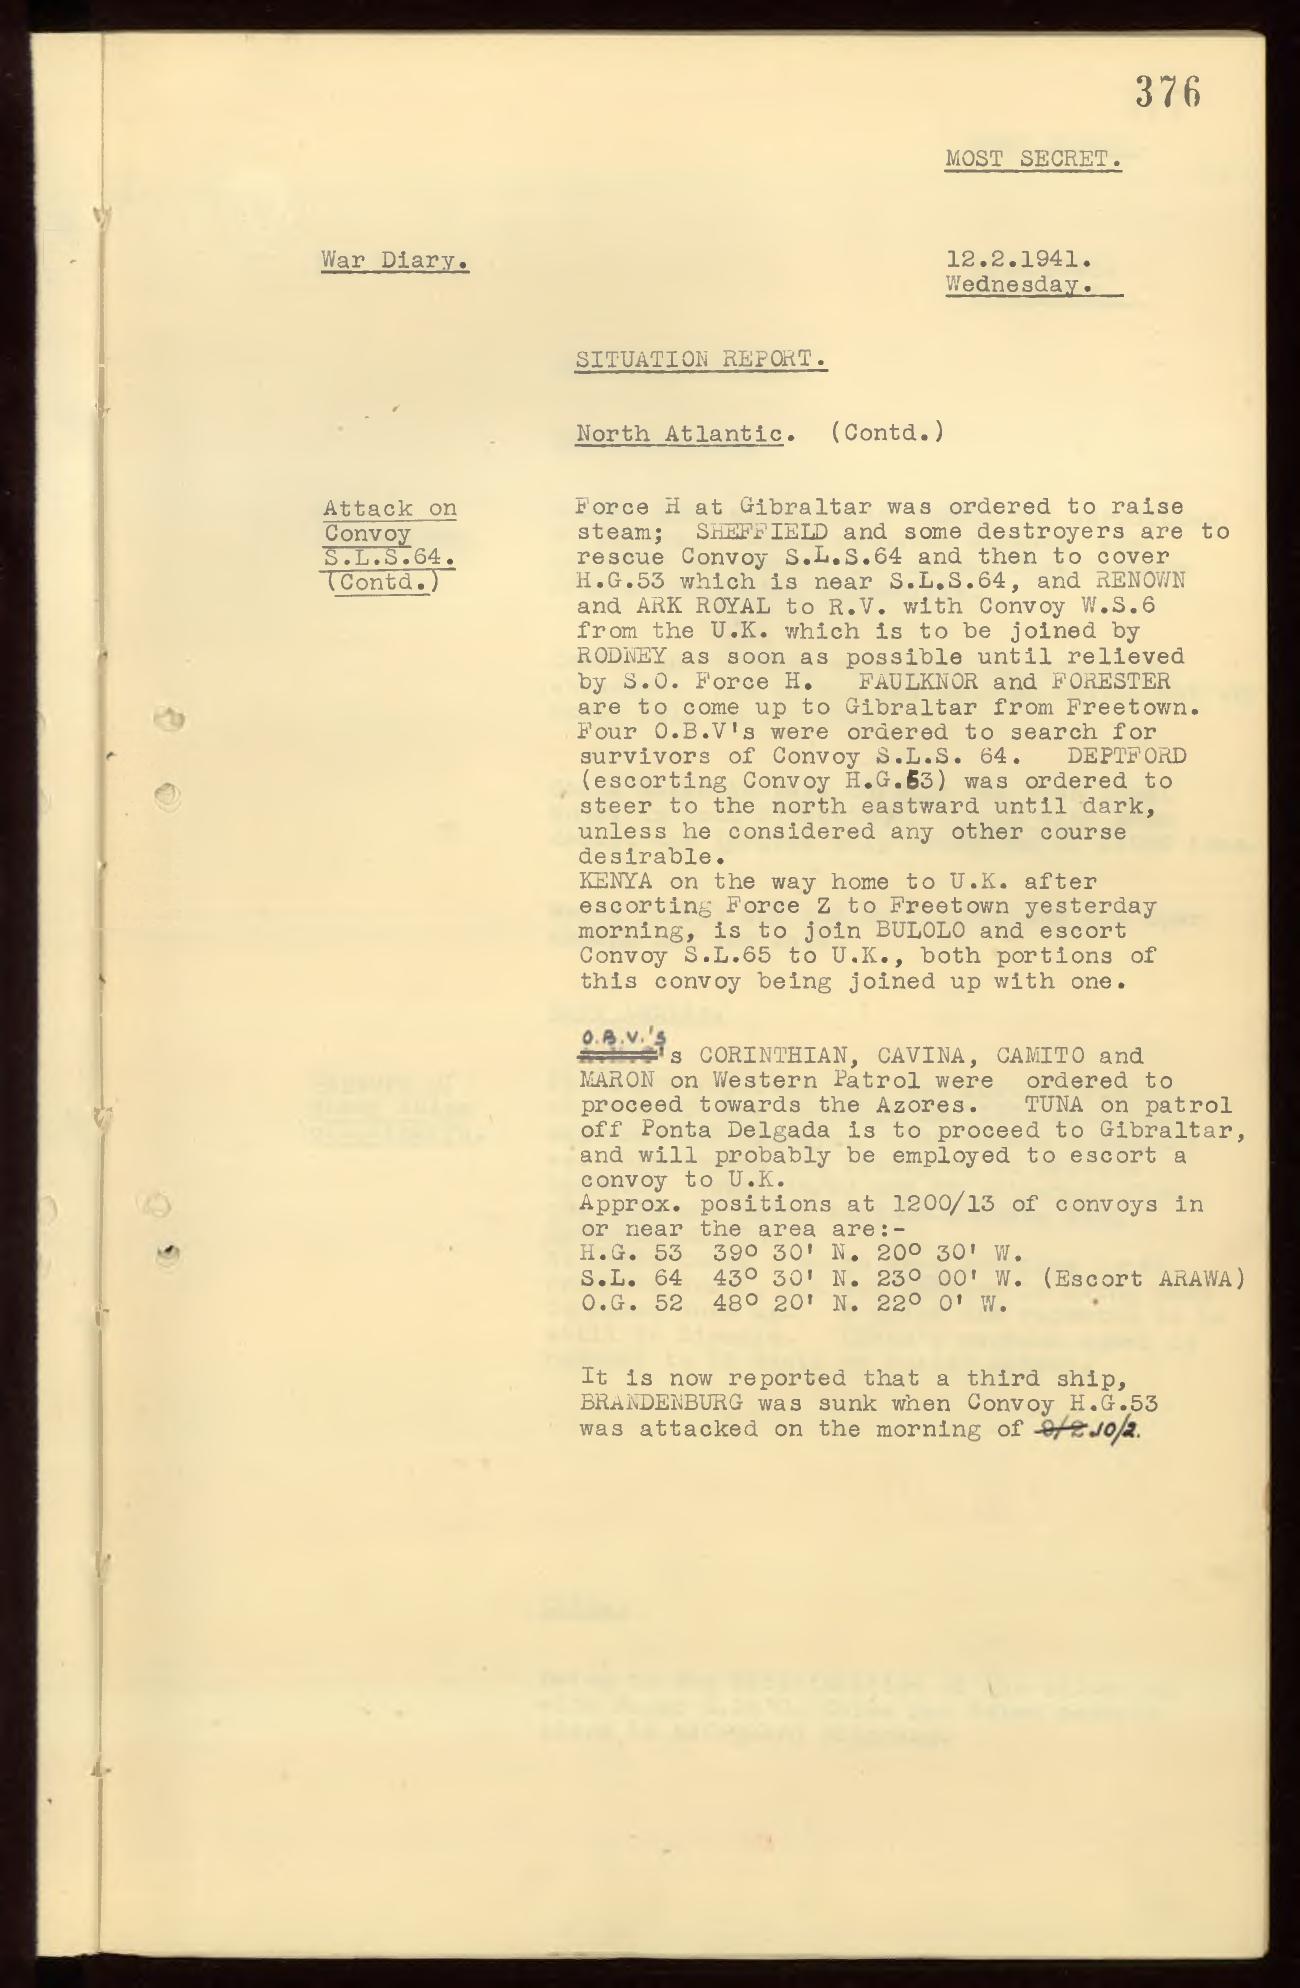 376
MOST SECRET.
War Diary.
12.2.1941.
Wednesday.
SITUATION REPORT.
North Atlantic. (Contd.)
Attack on
Convoy
S.L.S.64.
(Contd.)
Force H at Gibraltar was ordered to raise
steam; SHEFFIELD and some destroyers are to
rescue Convoy S.L.S.64 and then to cover
H.G.53 which is near S.L.S.64, and RENOWN
and ARK ROYAL to R.V. with Convoy W.S.6
from the U.K. which is to be joined by
RODNEY as soon as possible until relieved
by S.O. Force H. FAULKNOR and FORESTER
are to come up to Gibraltar from Freetown.
Four O.B.V's were ordered to search for
survivors of Convoy S.L.S. 64. DEPTFORD
(escorting Convoy H.G.53) was ordered to
steer to the north eastward until dark,
unless he considered any other course
desirable.
KENYA on the way home to U.K. after
escorting Force Z to Freetown yesterday
morning, is to join BULOLO and escort
Convoy S.L.65 to U.K., both portions of
this convoy being joined up with one.
O.B.V.'s
's CORINTHIAN, CAVINA, CAMITO and
MARON on Western Patrol were ordered to
proceed towards the Azores. TUNA on patrol
off Ponta Delgada is to proceed to Gibraltar,
and will probably be employed to escort a
convoy to U.K.
Approx. positions at 1200/13 of convoys in
or near the area are:-
H.G. 53 39° 30' N. 20° 30' W.
S.L. 64 43° 30' N. 23° 00' W. (Escort ARAWA)
O.G. 52 48° 20' N. 22° 0' W.
It is now reported that a third ship,
BRANDENBURG was sunk when Convoy H.G.53
was attacked on the morning of 9/2 10/2.